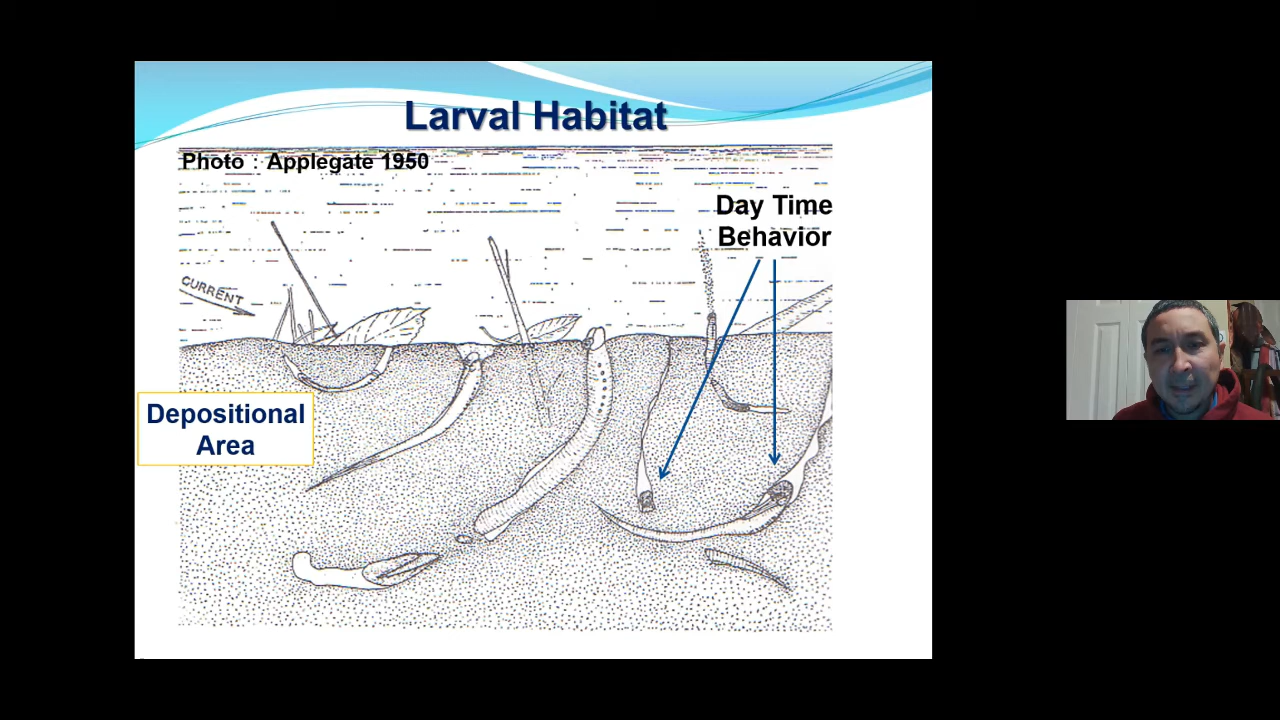 Larval Habitat
Photo : Applegate 1950
Day Time
Behavior
CURRENT
Depositional
Area